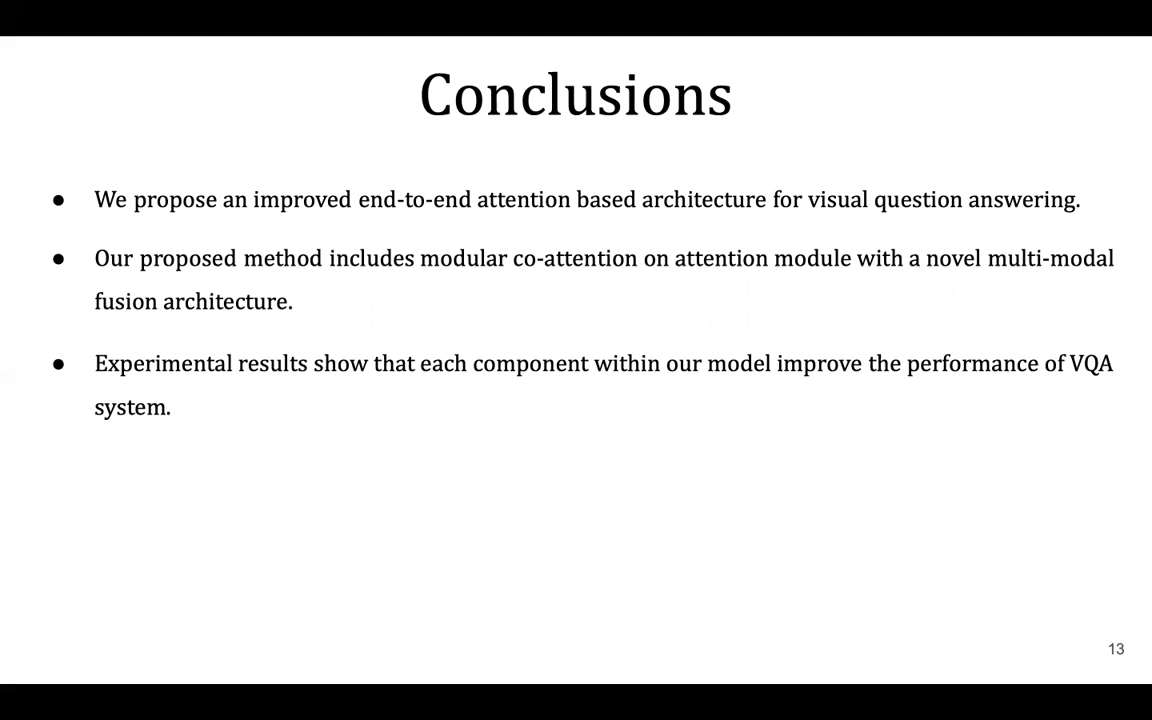 Conclusions
● We propose an improved end-to-end attention based architecture for visual question answering.
● Our proposed method includes modular co-attention on attention module with a novel multi-modal
fusion architecture.
● Experimental results show that each component within our model improve the performance of VQA
system.
13